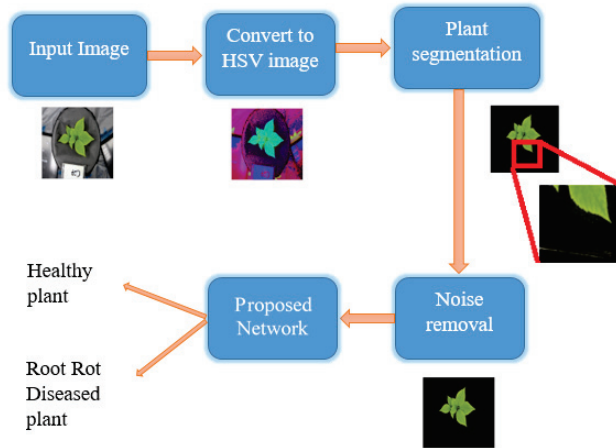 Input Image
Convert to
HSV image
Plant
segmentation
Noise
removal
Proposed
Network
Healthy
plant
Root Rot
Diseased
plant